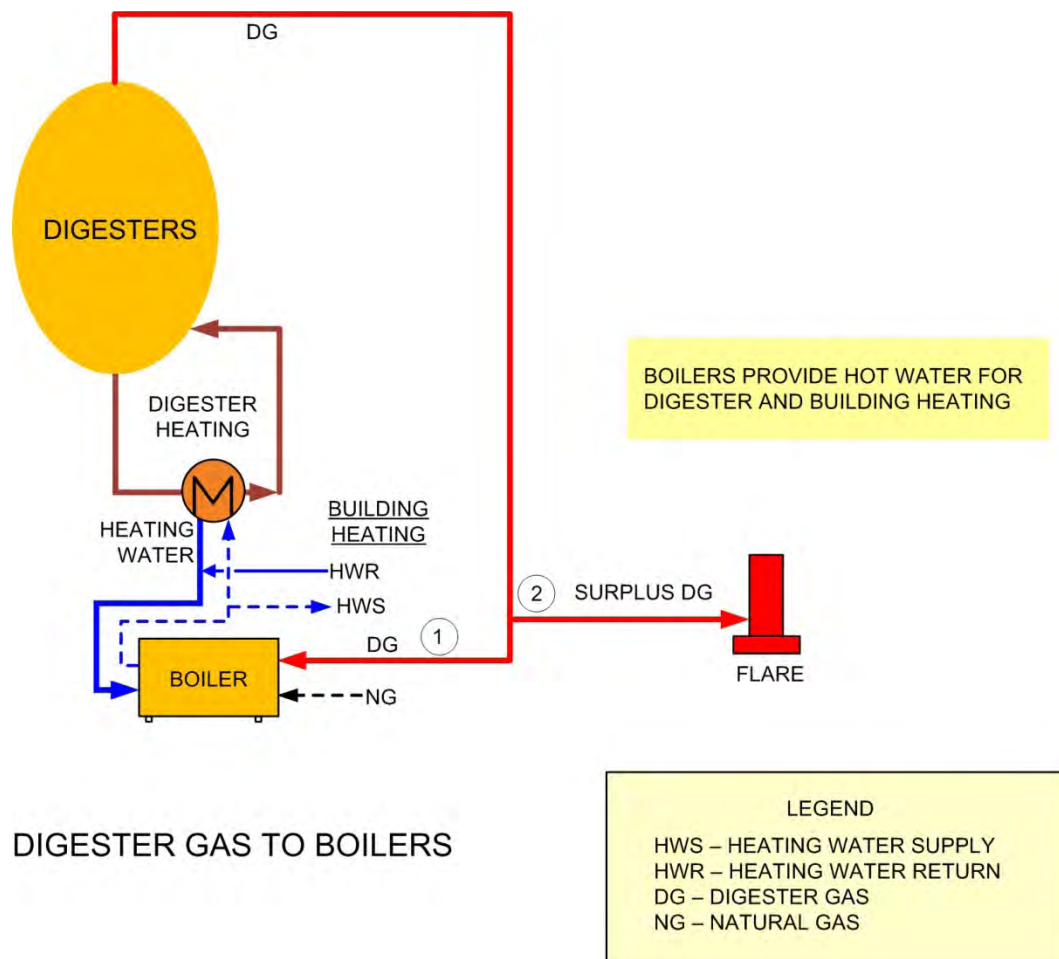 DG
DIGESTERS
DIGESTER
HEATING
BOILERS PROVIDE HOT WATER FOR
DIGESTER AND BUILDING HEATING
HEATING
WATER
BUILDING
HEATING
HWR
HWS
2
SURPLUS DG
1
DG
BOILER
NG
FLARE
DIGESTER GAS TO BOILERS
LEGEND
HWS – HEATING WATER SUPPLY
HWR – HEATING WATER RETURN
DG – DIGESTER GAS
NG – NATURAL GAS